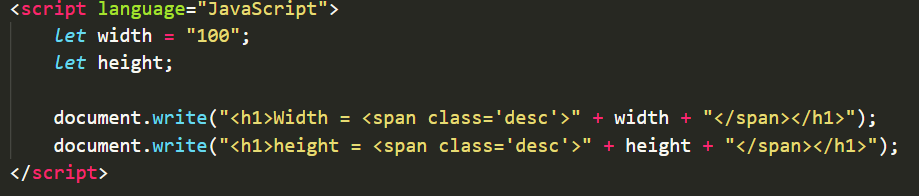 <script language="JavaScript">
    let width = "100";
    let height;

    document.write("<h1>Width = <span class='desc'>" + width + "</span></h1>");
    document.write("<h1>height = <span class='desc'>" + height + "</span></h1>");
</script>